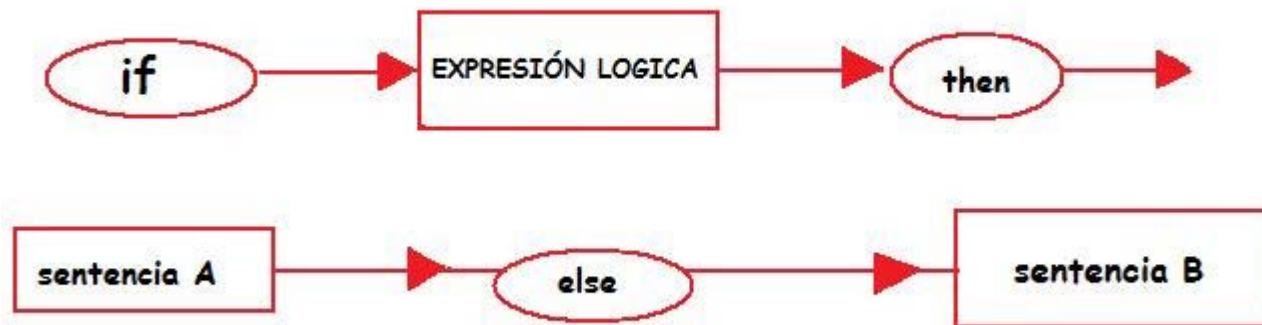 if EXPRESIÓN LOGICA then
sentencia A else sentencia B